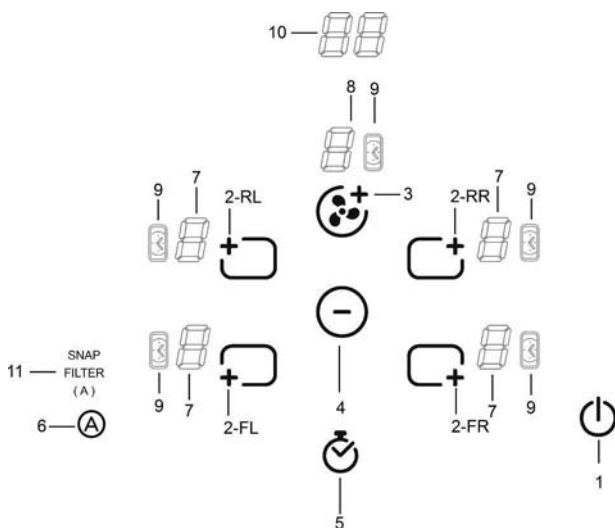 10
8 9
9 7
2-RL
3
2-RR
7 9
11
SNAP
FILTER
(A)
9 7
2-FL
4
2-FR
7 9
6 A
5
1